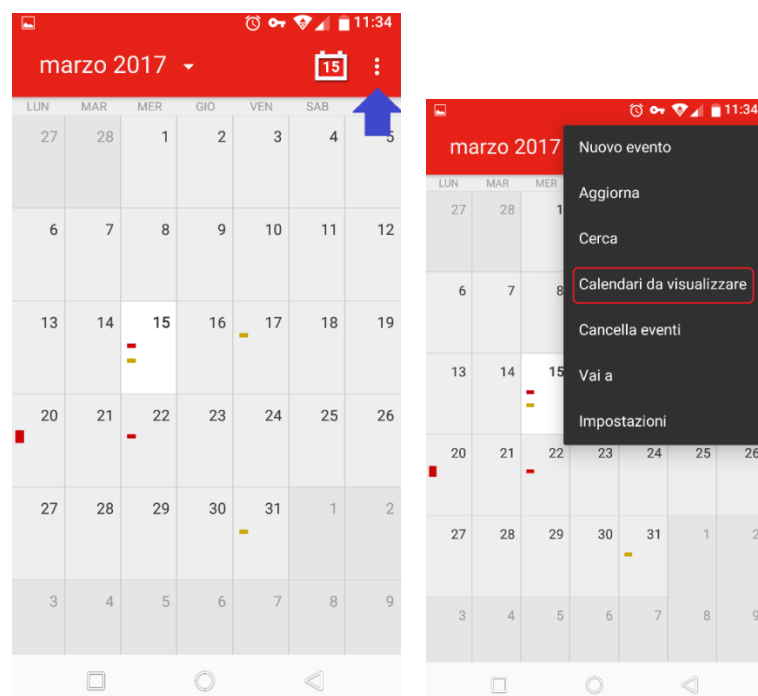 11:34
marzo 2017
15
LUN MAR MER GIO VEN SAB
27 28 1 2 3 4 5
6 7 8 9 10 11 12
13 14 15 16 17 18 19
20 21 22 23 24 25 26
27 28 29 30 31 1 2
3 4 5 6 7 8 9
11:34
marzo 2017
LUN MAR MER
27 28 1
6 7 8
13 14 15
20 21 22 23 24 25 26
27 28 29 30 31 1 2
3 4 5 6 7 8 9
Nuovo evento
Aggiorna
Cerca
Calendari da visualizzare
Cancella eventi
Vai a
Impostazioni